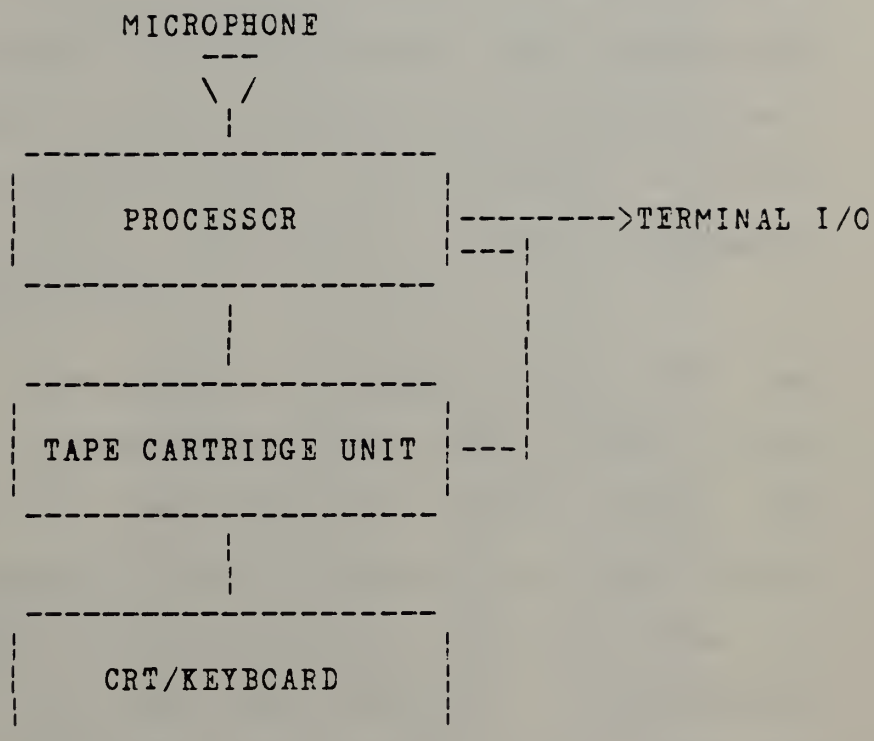 MICROPHONE
PROCESSCR
TERMINAL I/O
TAPE CARTRIDGE UNIT
CRT/KEYBCARD